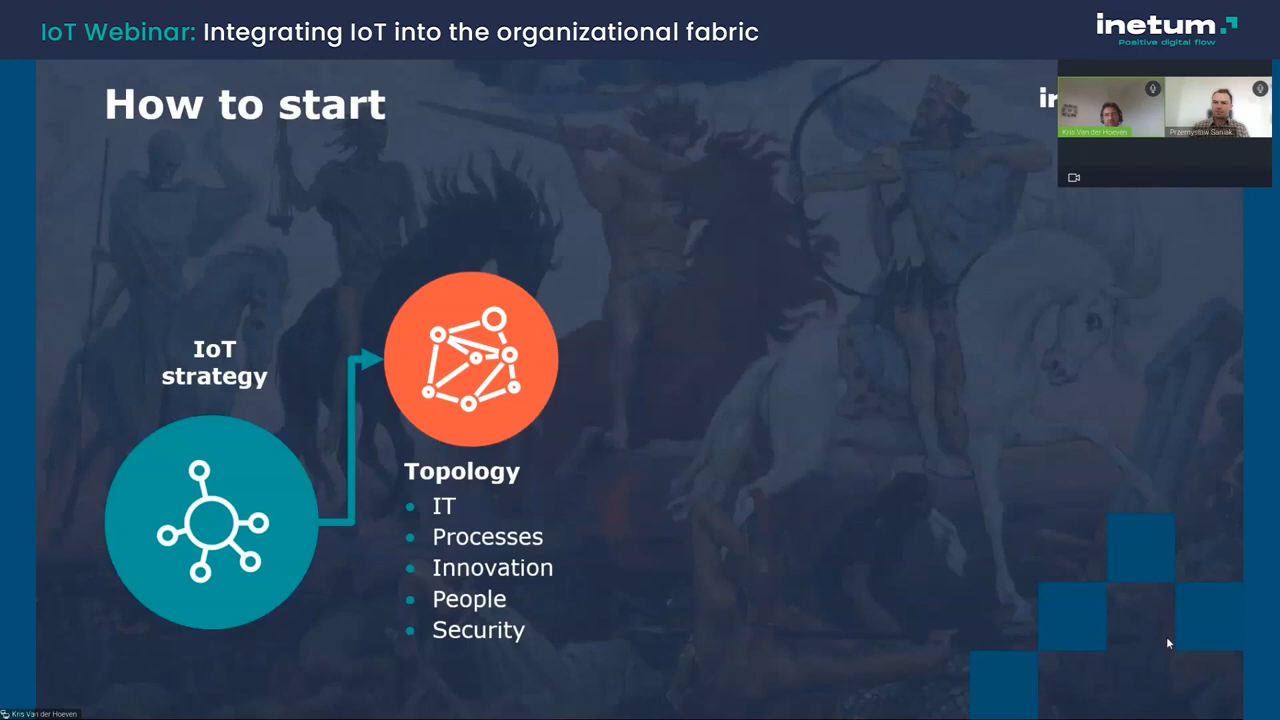 IoT Webinar: Integrating IoT into the organizational fabric
inetum
Positive digital flow
How to start
Kris Van der Hoeven
Przemysław Saniak
IoT
strategy
Topology
IT
Processes
Innovation
People
Security
Kris Van der Hoeven